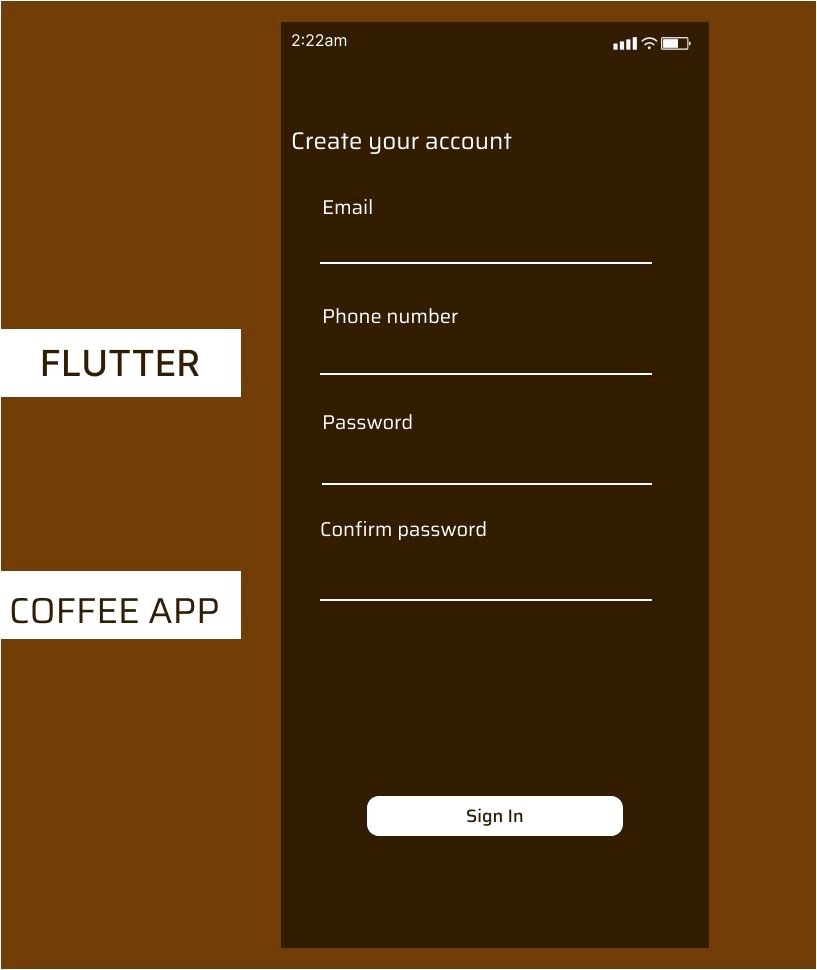 2:22am
Create your account
Email
Phone number
FLUTTER
Password
Confirm password
COFFEE APP
Sign In